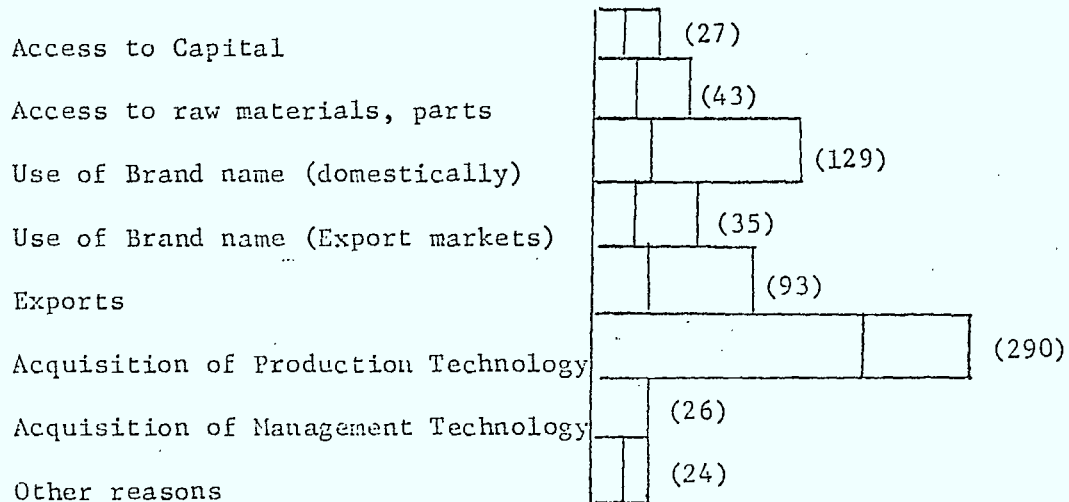 Access to Capital (27)
Access to raw materials, parts (43)
Use of Brand name (domestically) (129)
Use of Brand name (Export markets) (35)
Exports (93)
Acquisition of Production Technology (290)
Acquisition of Management Technology (26)
Other reasons (24)